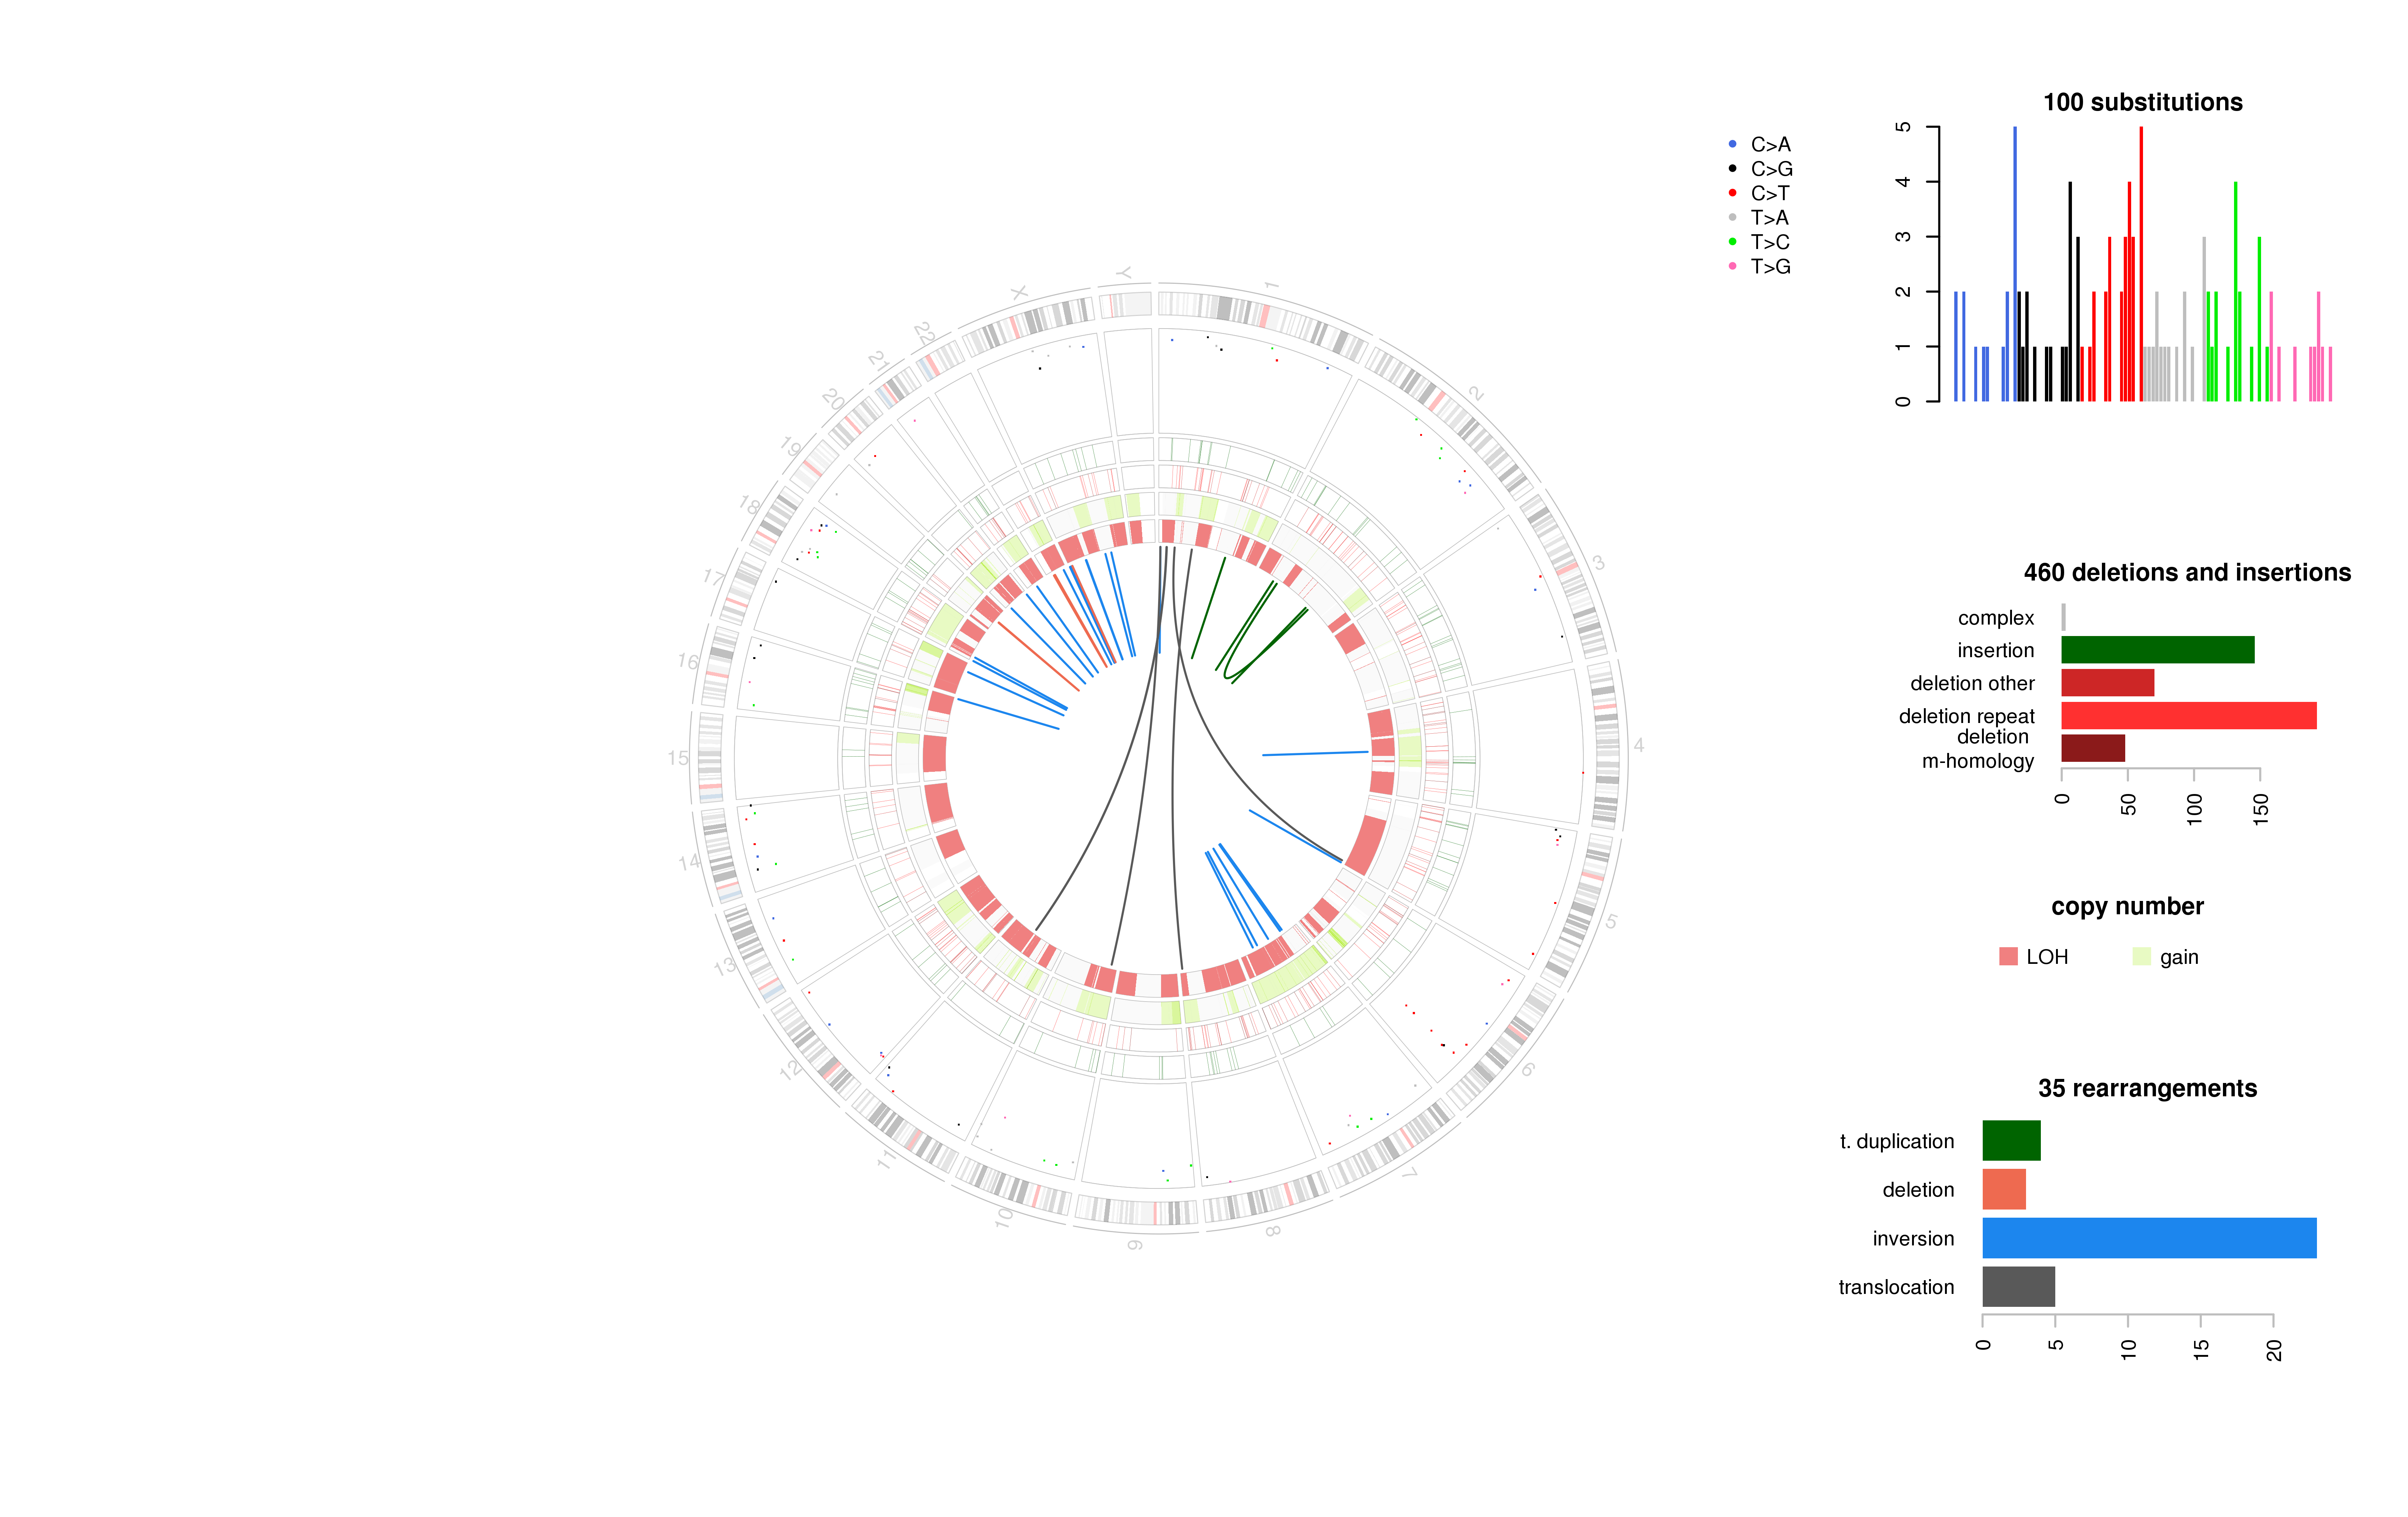 100 substitutions
C>A
C>G
C>T
T>A
T>C
T>G
0 1 2 3 4 5
1
2
3
4
5
6
7
8
9
10
11
12
13
14
15
16
17
18
19
20
21
22
X
Y
460 deletions and insertions
complex
insertion
deletion other
deletion repeat
deletion
m-homology
0 50 100 150
copy number
LOH gain
35 rearrangements
t. duplication
deletion
inversion
translocation
0 5 10 15 20